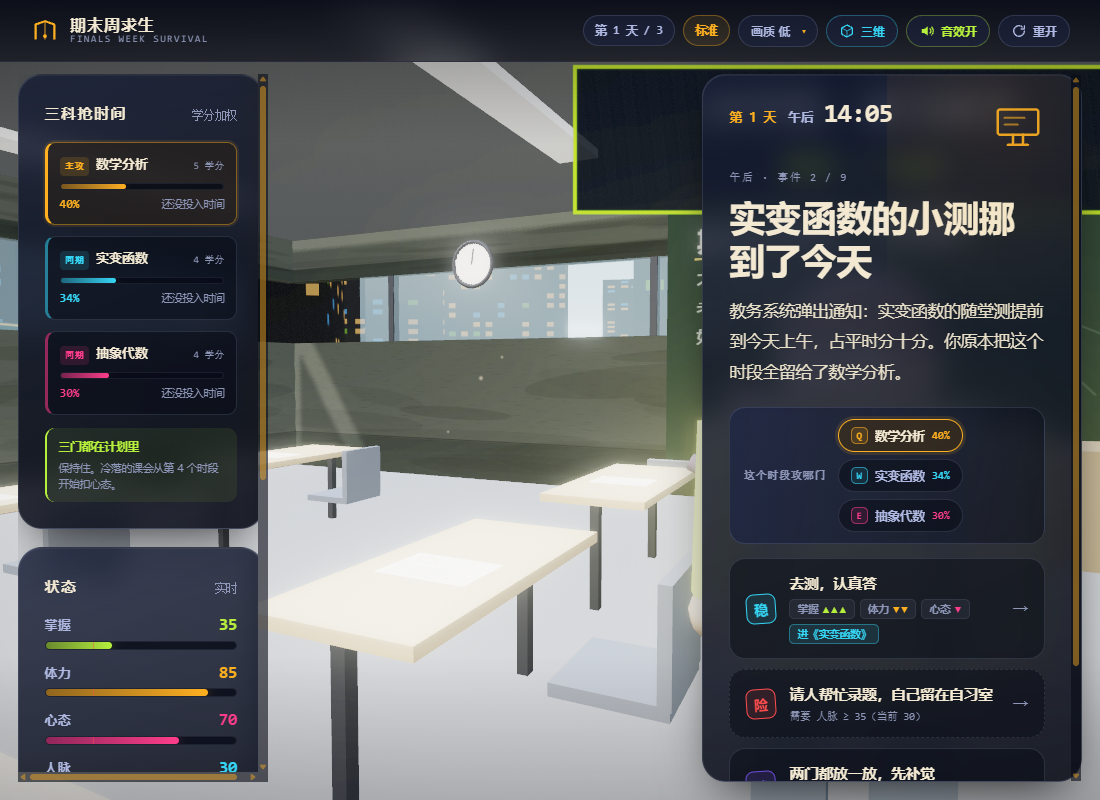 期末周求生
FINALS WEEK SURVIVAL
第 1 天 / 3
标准
画质 低
三维
音效开
重开
三科抢时间
学分加权
主攻 数学分析 5 学分
40% 还没投入时间
同期 实变函数 4 学分
34% 还没投入时间
同期 抽象代数 4 学分
30% 还没投入时间
三门都在计划里
保持住。冷落的课会从第 4 个时段
开始扣心态。
状态
实时
掌握 35
体力 85
心态 70
人脉 30
第 1 天 午后 14:05
午后 · 事件 2 / 9
实变函数的小测挪
到了今天
教务系统弹出通知：实变函数的随堂测提前
到今天上午，占平时分十分。你原本把这个
时段全留给了数学分析。
这个时段攻哪门
Q 数学分析 40%
W 实变函数 34%
E 抽象代数 30%
稳
去测，认真答
掌握 ▲▲▲ 体力 ▼▼ 心态 ▼
进《实变函数》
→
险
请人帮忙录题，自己留在自习室
需要 人脉 ≥ 35（当前 30）
→
两门都放一放，先补觉